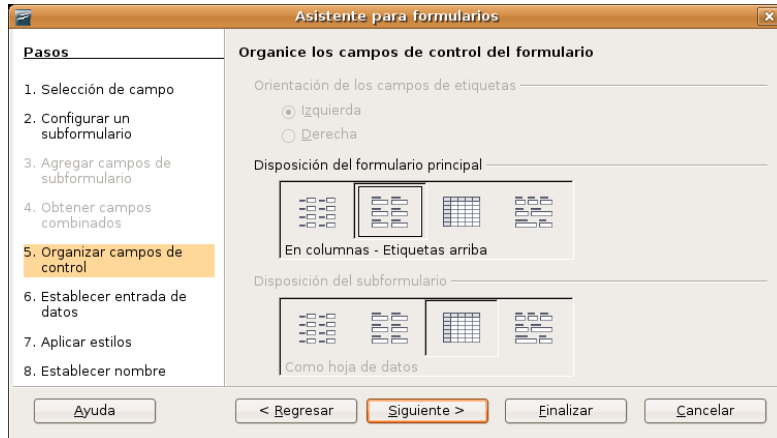 Asistente para formularios
Pasos
1. Selección de campo
2. Configurar un
subformulario
3. Agregar campos de
subformulario
4. Obtener campos
combinados
5. Organizar campos de
control
6. Establecer entrada de
datos
7. Aplicar estilos
8. Establecer nombre
Organice los campos de control del formulario
Orientación de los campos de etiquetas
Izquierda
Derecha
Disposición del formulario principal
En columnas - Etiquetas arriba
Disposición del subformulario
Como hoja de datos
Ayuda
< Regresar
Siguiente >
Finalizar
Cancelar